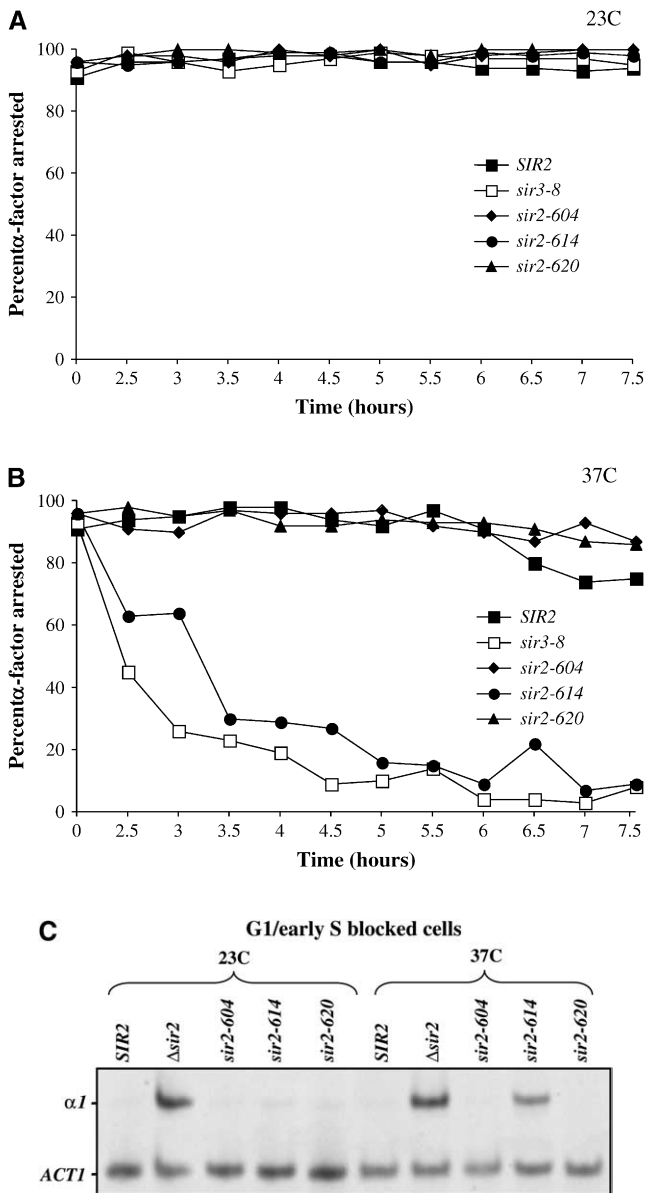 A
23C
100
80
60
40
20
0
Percentα-factor arrested
SIR2
sir3-8
sir2-604
sir2-614
sir2-620
0 2.5 3 3.5 4 4.5 5 5.5 6 6.5 7 7.5
Time (hours)
B
37C
100
80
60
40
20
0
Percentα-factor arrested
SIR2
sir3-8
sir2-604
sir2-614
sir2-620
0 2.5 3 3.5 4 4.5 5 5.5 6 6.5 7 7.5
Time (hours)
C
G1/early S blocked cells
23C 37C
SIR2 Δsir2 sir2-604 sir2-614 sir2-620 SIR2 Δsir2 sir2-604 sir2-614 sir2-620
α1
ACT1